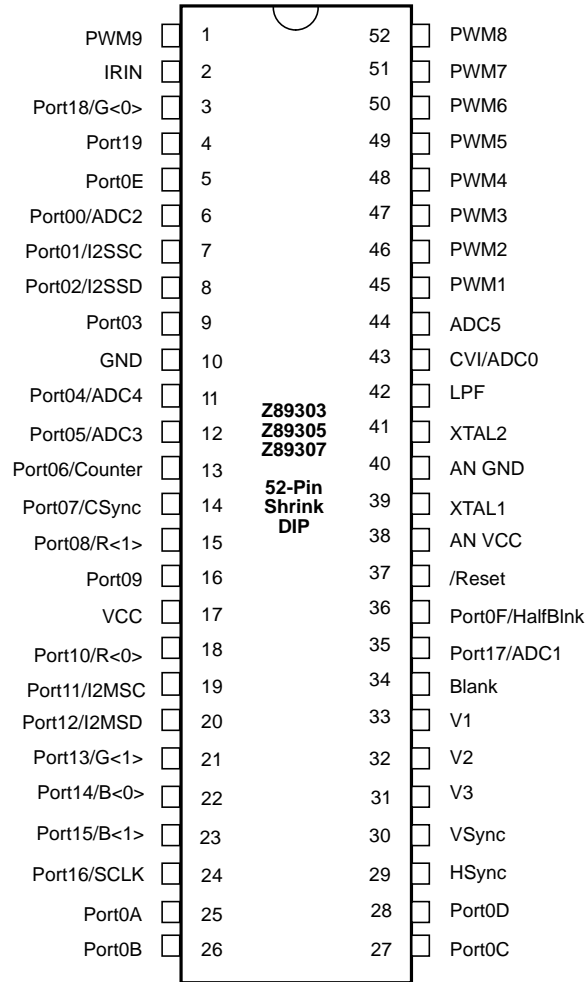 PWM9 1 52 PWM8
IRIN 2 51 PWM7
Port18/G<0> 3 50 PWM6
Port19 4 49 PWM5
Port0E 5 48 PWM4
Port00/ADC2 6 47 PWM3
Port01/I2SSC 7 46 PWM2
Port02/I2SSD 8 45 PWM1
Port03 9 44 ADC5
GND 10 43 CVI/ADC0
Port04/ADC4 11 42 LPF
Z89303
Port05/ADC3 12 Z89305 41 XTAL2
Z89307
Port06/Counter 13 40 AN GND
52-Pin
Port07/CSync 14 Shrink 39 XTAL1
DIP
Port08/R<1> 15 38 AN VCC
Port09 16 37 /Reset
VCC 17 36 Port0F/HalfBlnk
Port10/R<0> 18 35 Port17/ADC1
Port11/I2MSC 19 34 Blank
Port12/I2MSD 20 33 V1
Port13/G<1> 21 32 V2
Port14/B<0> 22 31 V3
Port15/B<1> 23 30 VSync
Port16/SCLK 24 29 HSync
Port0A 25 28 Port0D
Port0B 26 27 Port0C